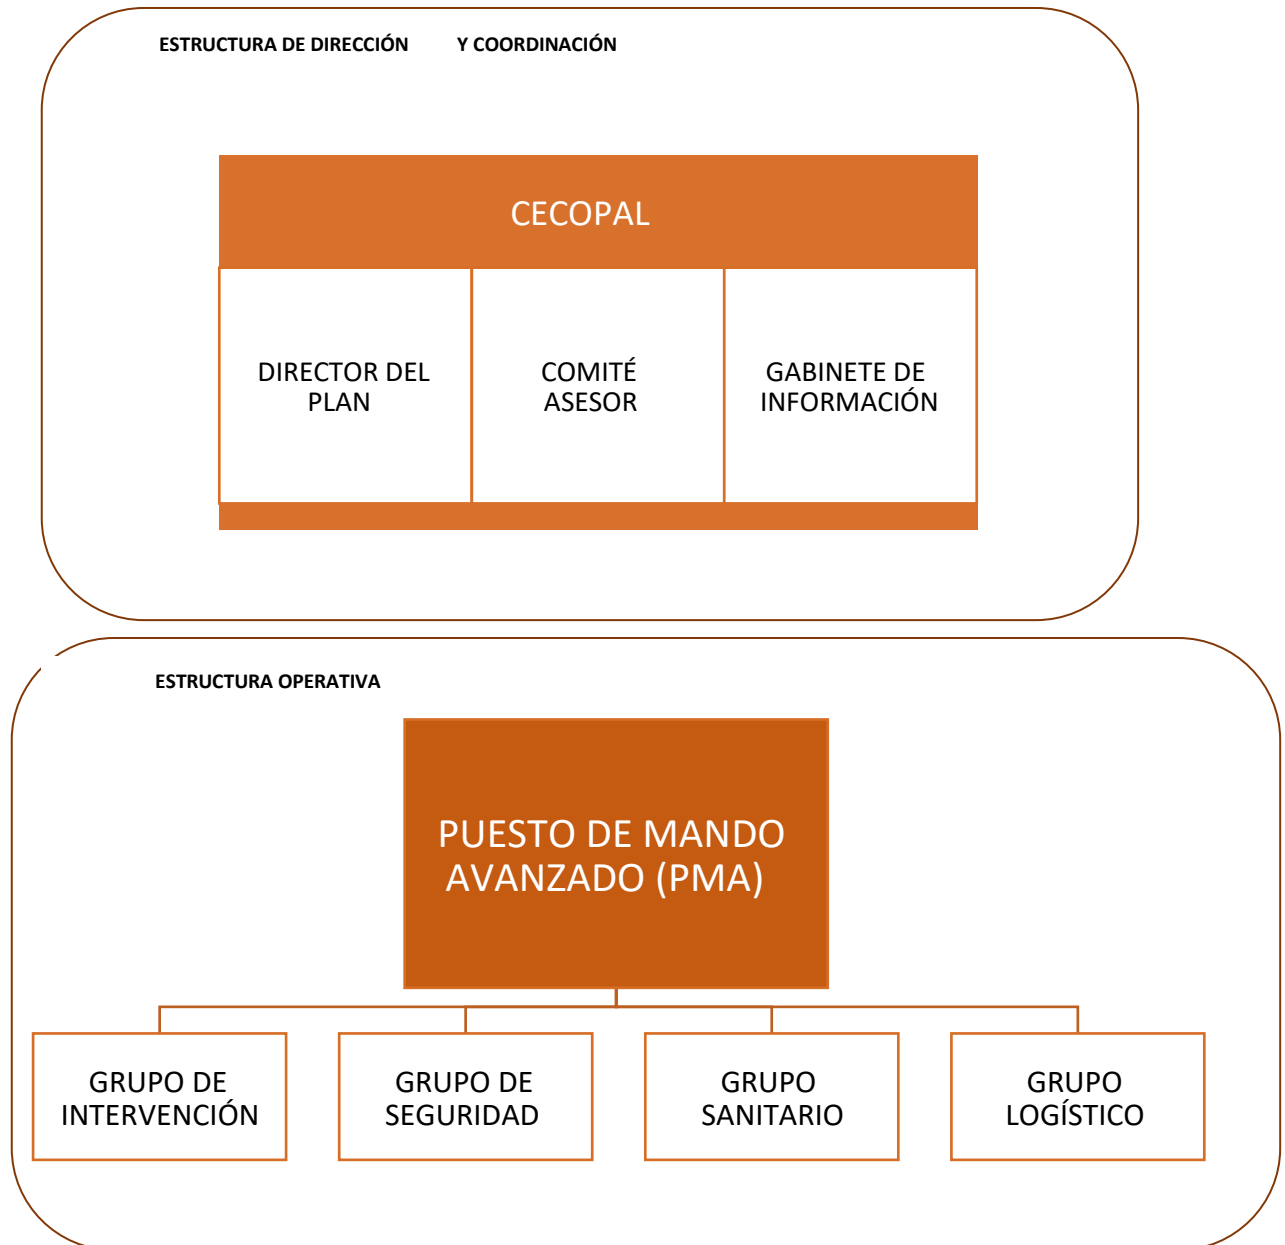 ESTRUCTURA DE DIRECCIÓN Y COORDINACIÓN
CECOPAL
DIRECTOR DEL
PLAN
COMITÉ
ASESOR
GABINETE DE
INFORMACIÓN
ESTRUCTURA OPERATIVA
PUESTO DE MANDO
AVANZADO (PMA)
GRUPO DE
INTERVENCIÓN
GRUPO DE
SEGURIDAD
GRUPO
SANITARIO
GRUPO
LOGÍSTICO